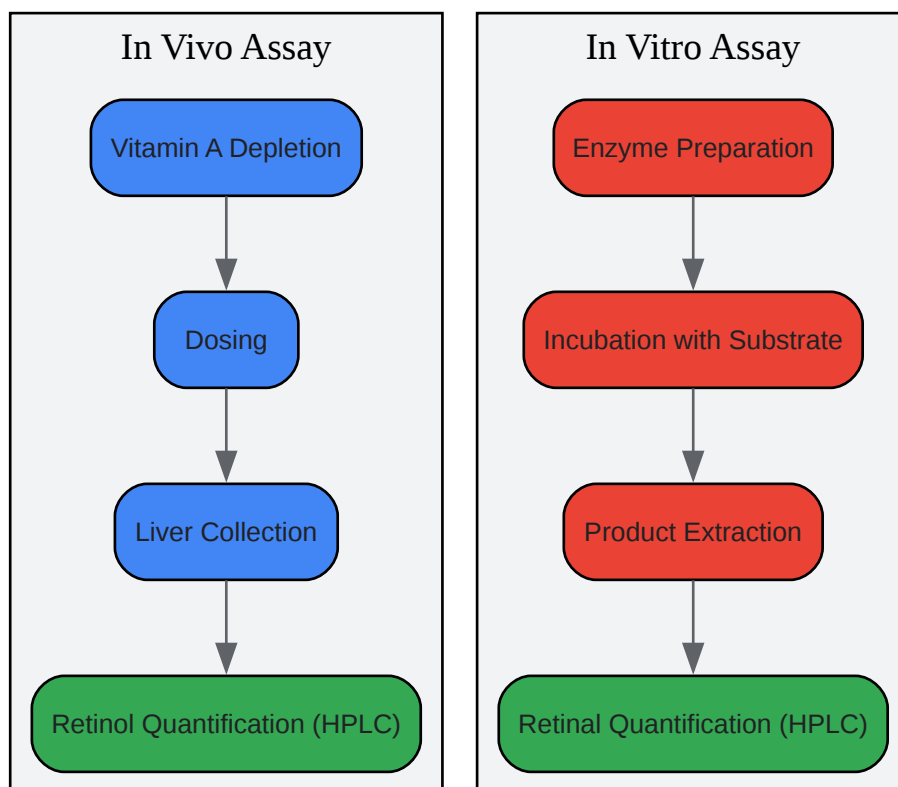 In Vivo Assay
Vitamin A Depletion
Dosing
Liver Collection
Retinol Quantification (HPLC)
In Vitro Assay
Enzyme Preparation
Incubation with Substrate
Product Extraction
Retinal Quantification (HPLC)